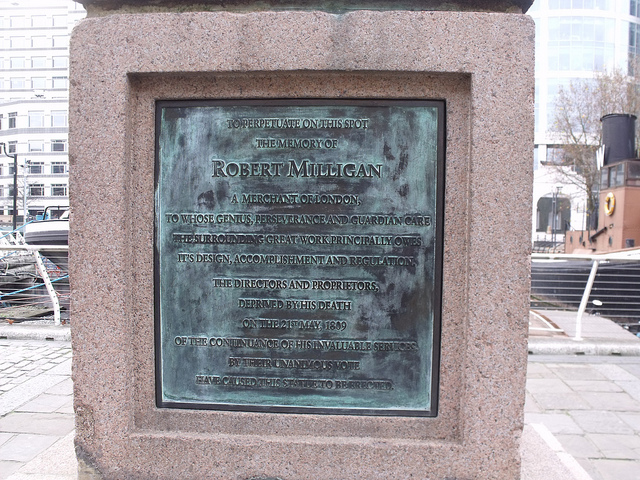 TO PERPETUATE ON THIS SPOT
THE MEMORY OF
ROBERT MILLIGAN
A MERCHANT OF LONDON,
TO WHOSE GENIUS, PERSEVERANCE AND GUARDIAN CARE
THE SURROUNDING GREAT WORK PRINCIPALLY OWES
IT'S DESIGN, ACCOMPLISHMENT AND REGULATION.
THE DIRECTORS AND PROPRIETORS,
DEPRIVED BY HIS DEATH
ON THE 21ST MAY 1809
OF THE CONTINUANCE OF HIS INVALUABLE SERVICES
BY THEIR UNANIMOUS VOTE
HAVE CAUSED THIS STATUE TO BE ERECTED.